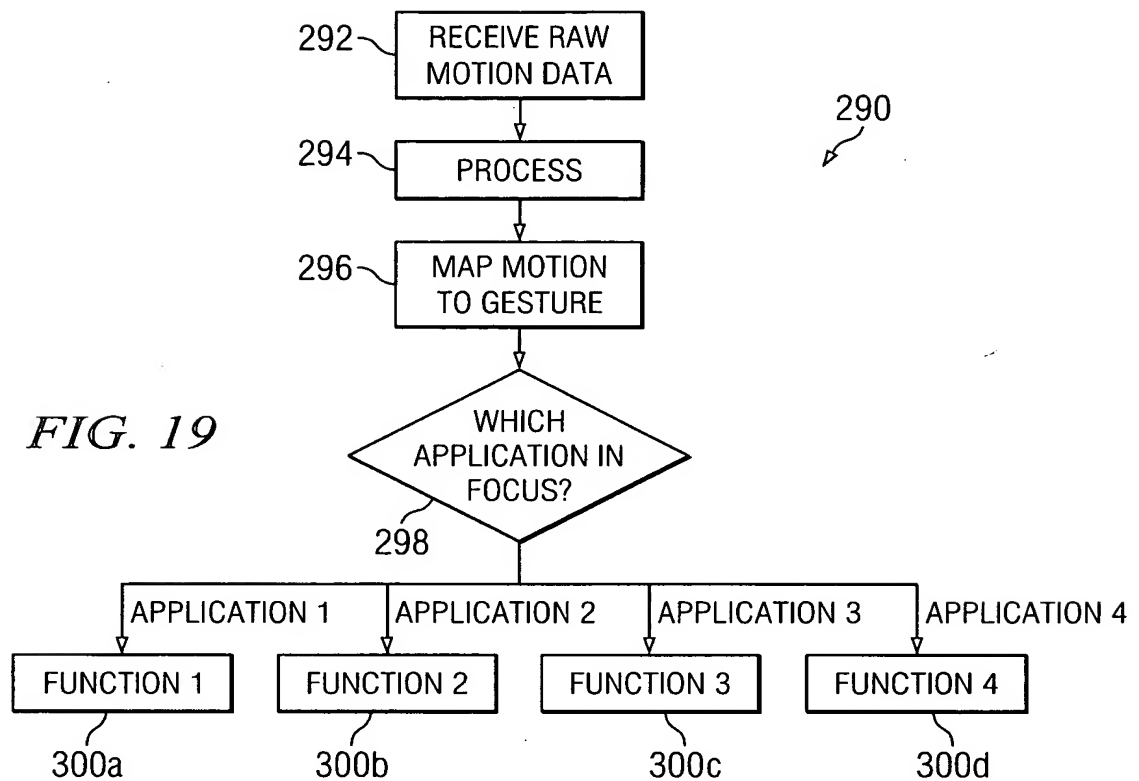 292
RECEIVE RAW
MOTION DATA
290
294
PROCESS
296
MAP MOTION
TO GESTURE
FIG. 19
WHICH
APPLICATION IN
FOCUS?
298
APPLICATION 1
APPLICATION 2
APPLICATION 3
APPLICATION 4
FUNCTION 1
FUNCTION 2
FUNCTION 3
FUNCTION 4
300a
300b
300c
300d